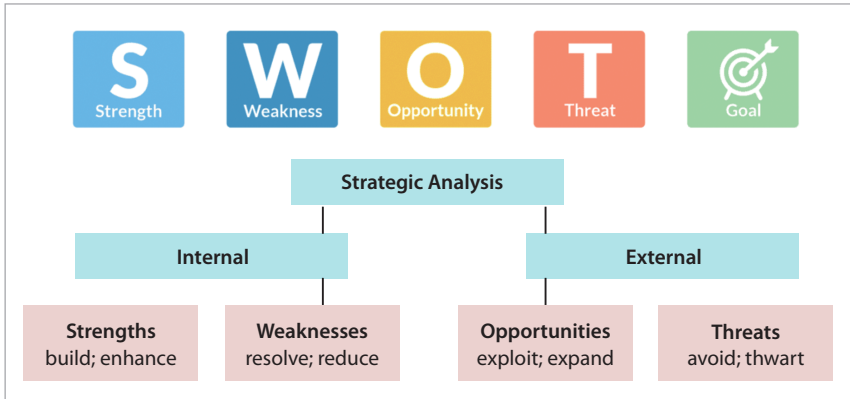 S W O T
Strength Weakness Opportunity Threat Goal
Strategic Analysis
Internal External
Strengths Weaknesses Opportunities Threats
build; enhance resolve; reduce exploit; expand avoid; thwart